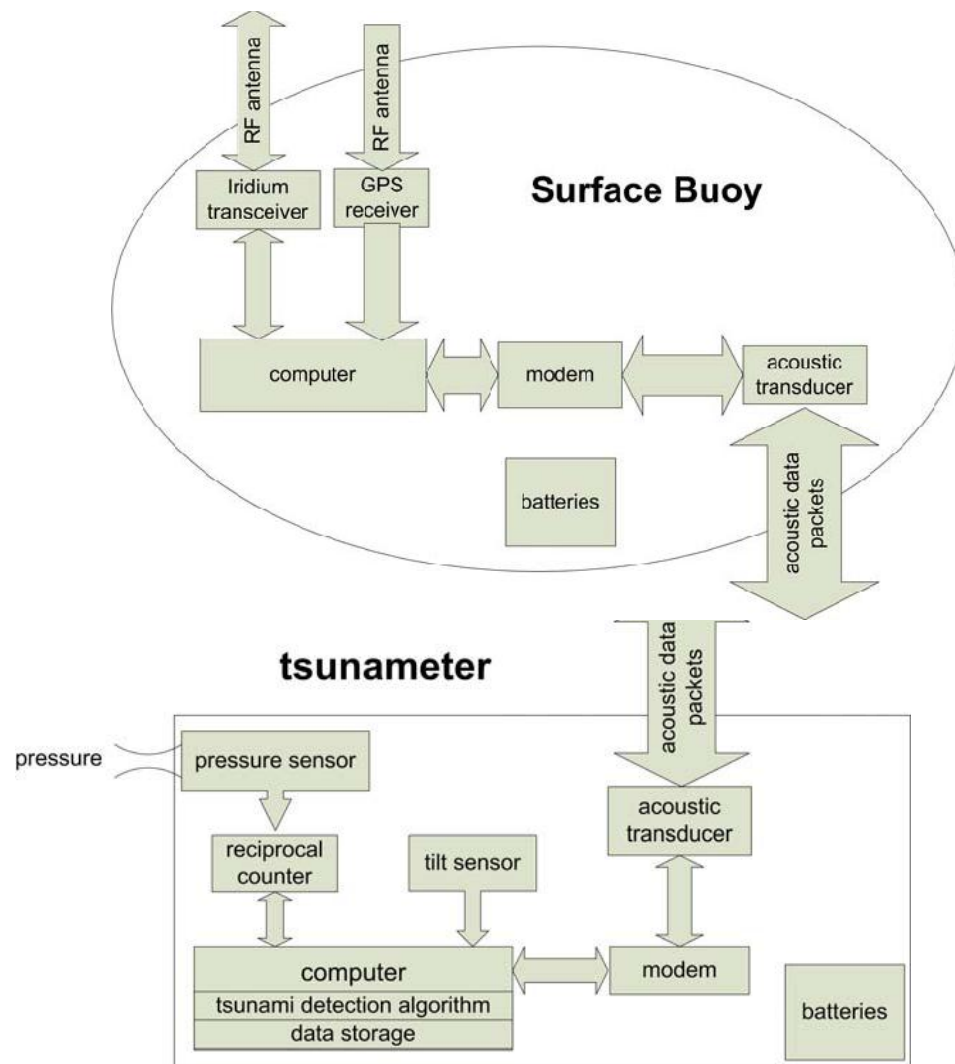 RF antenna
RF antenna
Iridium
transceiver
GPS
receiver
Surface Buoy
computer
modem
acoustic
transducer
batteries
acoustic data
packets
tsunameter
acoustic data
packets
pressure
pressure sensor
acoustic
transducer
reciprocal
counter
tilt sensor
computer
modem
tsunami detection algorithm
data storage
batteries